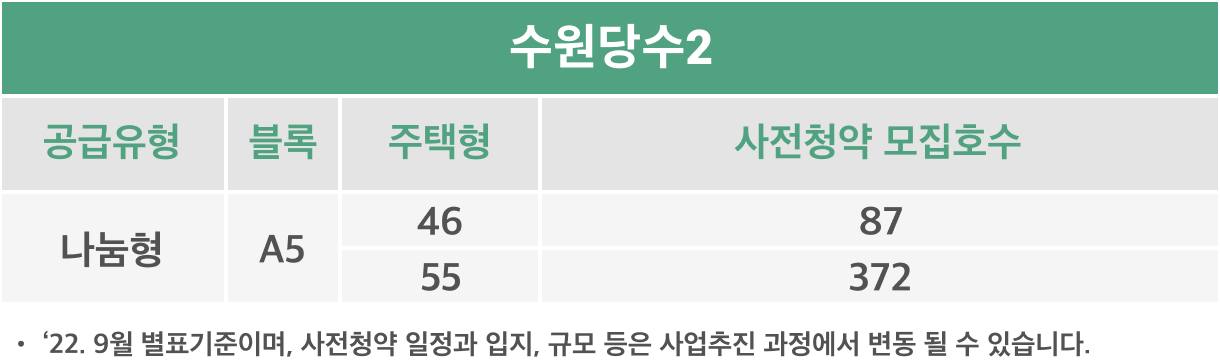 수원당수2
공급유형 블록 주택형 사전청약 모집호수
나눔형 A5 46 87
55 372
• ‘22. 9월 별표기준이며, 사전청약 일정과 입지, 규모 등은 사업추진 과정에서 변동 될 수 있습니다.